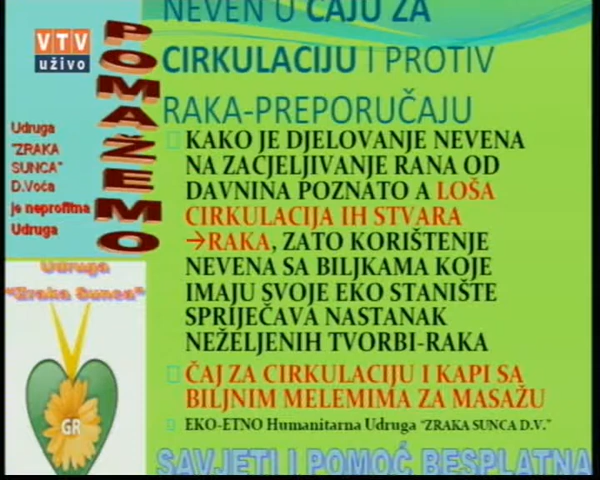 NEVEN U ČAJU ZA
CIRKULACIJU I PROTIV
RAKA-PREPORUČAJU
VTV
uživo
POMAŽEMO
Udruga
"ZRAKA
SUNCA"
D.Voća
je neprofitna
Udruga
Udruga
"Zraka Sunca"
GR
KAKO JE DJELOVANJE NEVENA
NA ZACJELJIVANJE RANA OD
DAVNINA POZNATO A LOŠA
CIRKULACIJA IH STVARA
→RAKA, ZATO KORIŠTENJE
NEVENA SA BILJKAMA KOJE
IMAJU SVOJE EKO STANIŠTE
SPRIJEČAVA NASTANAK
NEŽELJENIH TVORBI-RAKA
ČAJ ZA CIRKULACIJU I KAPI SA
BILJNIM MELEMIMA ZA MASAŽU
EKO-ETNO Humanitarna Udruga "ZRAKA SUNCA D.V."
SAVJETI I POMOĆ BESPLATNA